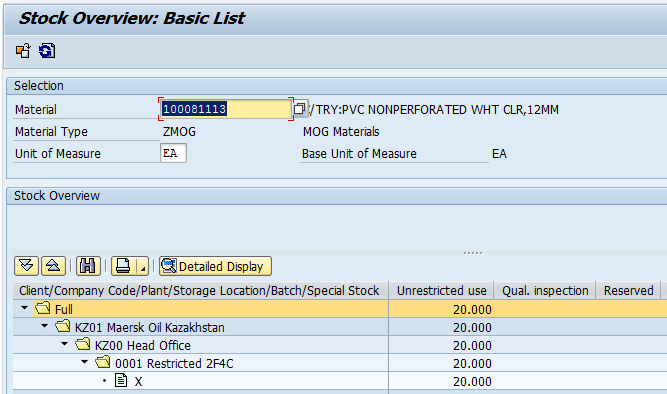 Stock Overview: Basic List
Selection
Material 100081113 /TRY:PVC NONPERFORATED WHT CLR,12MM
Material Type ZMOG MOG Materials
Unit of Measure EA Base Unit of Measure EA
Stock Overview
Detailed Display
Client/Company Code/Plant/Storage Location/Batch/Special Stock Unrestricted use Qual. inspection Reserved
Full 20.000
KZ01 Maersk Oil Kazakhstan 20.000
KZ00 Head Office 20.000
0001 Restricted 2F4C 20.000
X 20.000